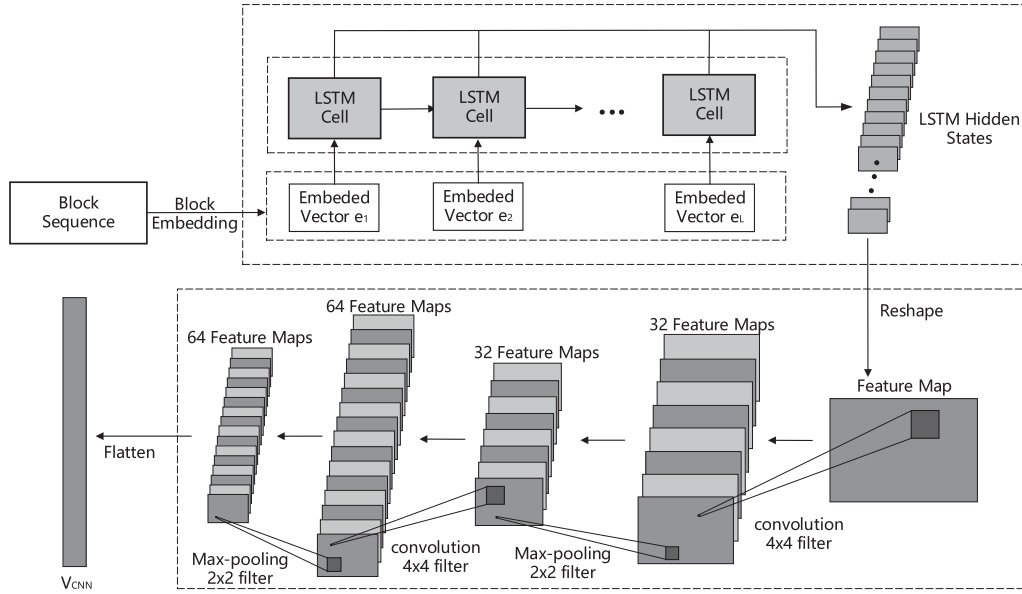 LSTM
Cell
LSTM
Cell
•••
LSTM
Cell
LSTM Hidden
States
Block
Sequence
Block
Embedding
Embeded
Vector e1
Embeded
Vector e2
Embeded
Vector eL
Reshape
64 Feature Maps
64 Feature Maps
32 Feature Maps
32 Feature Maps
Feature Map
Flatten
Max-pooling
2x2 filter
convolution
4x4 filter
Max-pooling
2x2 filter
convolution
4x4 filter
VCNN